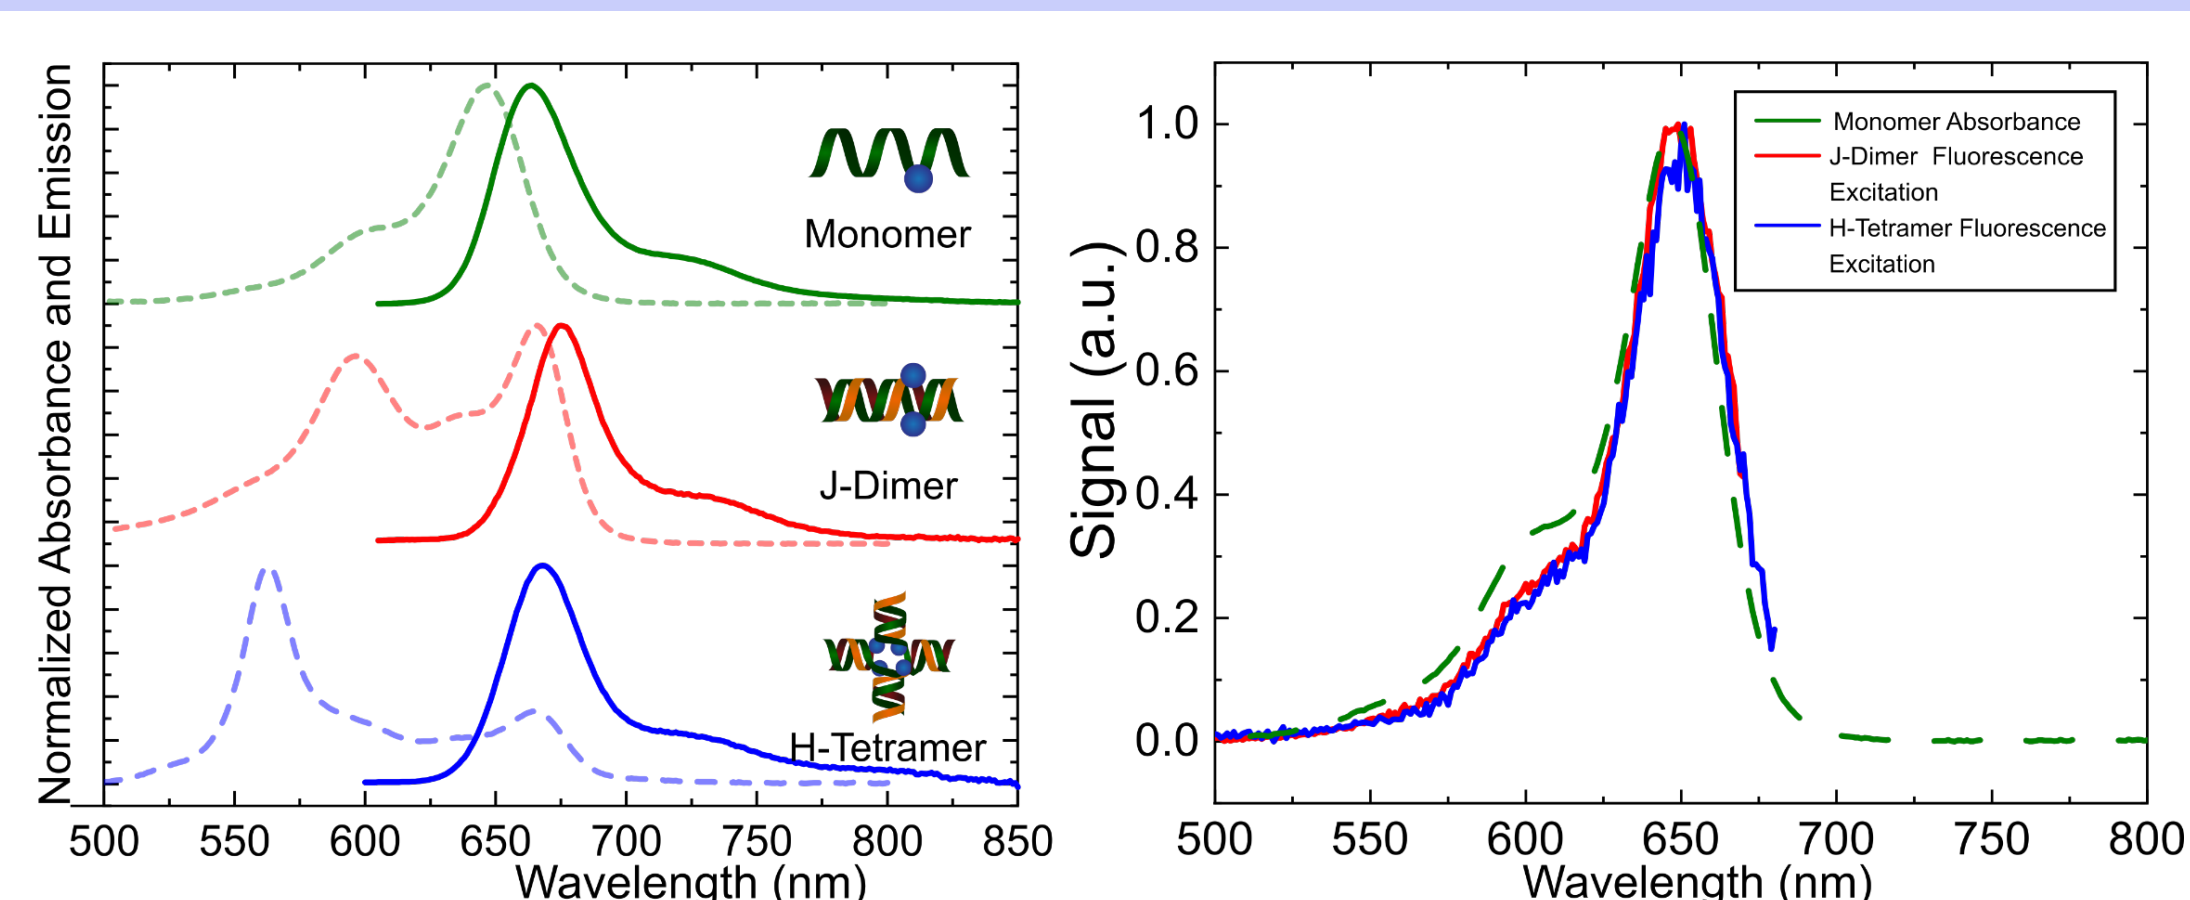 Normalized Absorbance and Emission
Monomer
J-Dimer
H-Tetramer
500 550 600 650 700 750 800 850
Wavelength (nm)
Signal (a.u.)
1.0
0.8
0.6
0.4
0.2
0.0
Monomer Absorbance
J-Dimer Fluorescence
Excitation
H-Tetramer Fluorescence
Excitation
500 550 600 650 700 750 800
Wavelength (nm)